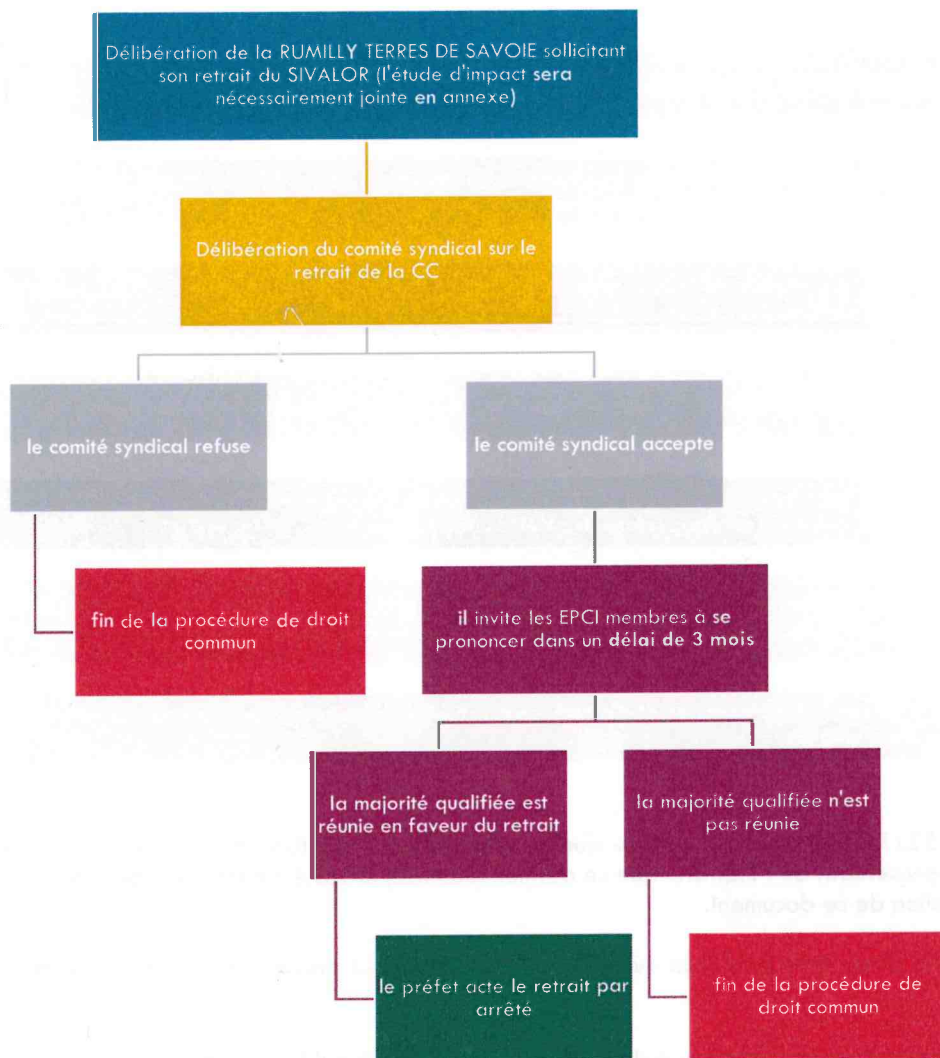 Délibération de la RUMILLY TERRES DE SAVOIE sollicitant
son retrait du SIVALOR (l'étude d'impact sera
nécessairement jointe en annexe)
Délibération du comité syndical sur le
retrait de la CC
le comité syndical refuse
le comité syndical accepte
fin de la procédure de droit
commun
il invite les EPCI membres à se
prononcer dans un délai de 3 mois
la majorité qualifiée est
réunie en faveur du retrait
la majorité qualifiée n'est
pas réunie
le préfet acte le retrait par
arrêté
fin de la procédure de
droit commun